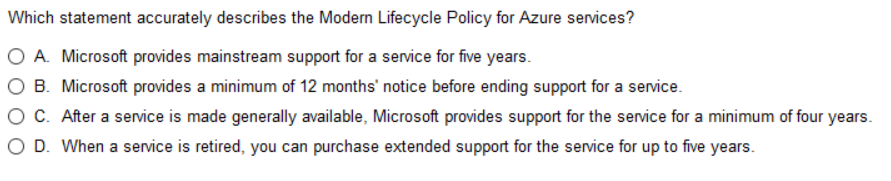 Which statement accurately describes the Modern Lifecycle Policy for Azure services?
A. Microsoft provides mainstream support for a service for five years.
B. Microsoft provides a minimum of 12 months' notice before ending support for a service.
C. After a service is made generally available, Microsoft provides support for the service for a minimum of four years.
D. When a service is retired, you can purchase extended support for the service for up to five years.